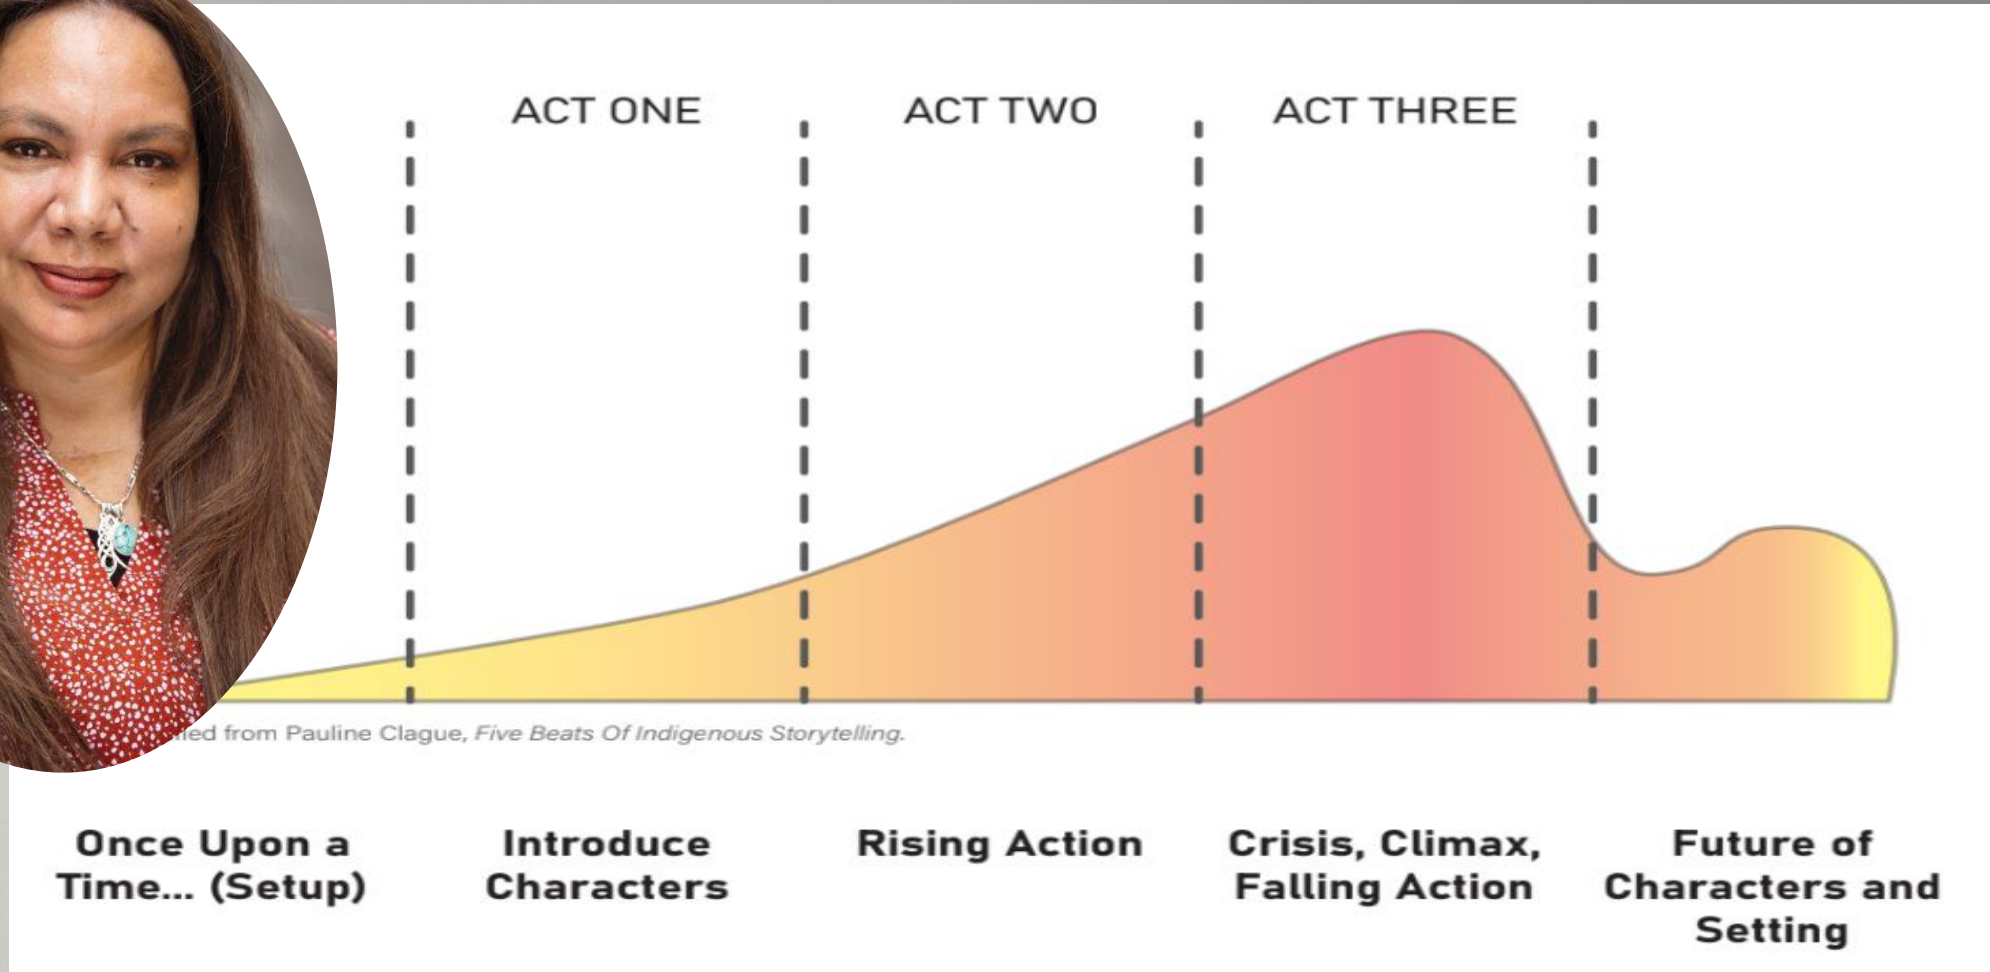 ACT ONE
ACT TWO
ACT THREE
from Pauline Clague, Five Beats Of Indigenous Storytelling.
Once Upon a
Time... (Setup)
Introduce
Characters
Rising Action
Crisis, Climax,
Falling Action
Future of
Characters and
Setting